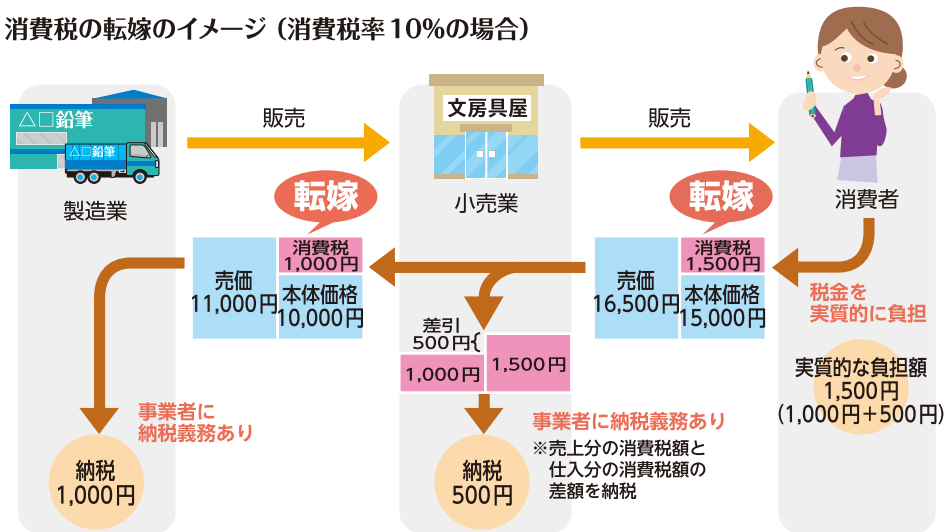 消費税の転嫁のイメージ（消費税率10%の場合）
△□鉛筆
△□鉛筆
製造業
販売
文房具屋
小売業
販売
消費者
転嫁
売価
11,000円
消費税
1,000円
本体価格
10,000円
転嫁
売価
16,500円
消費税
1,500円
本体価格
15,000円
税金を
実質的に負担
差引
500円{
1,000円
1,500円
実質的な負担額
1,500円
(1,000円＋500円)
事業者に
納税義務あり
納税
1,000円
事業者に納税義務あり
※売上分の消費税額と
仕入分の消費税額の
差額を納税
納税
500円